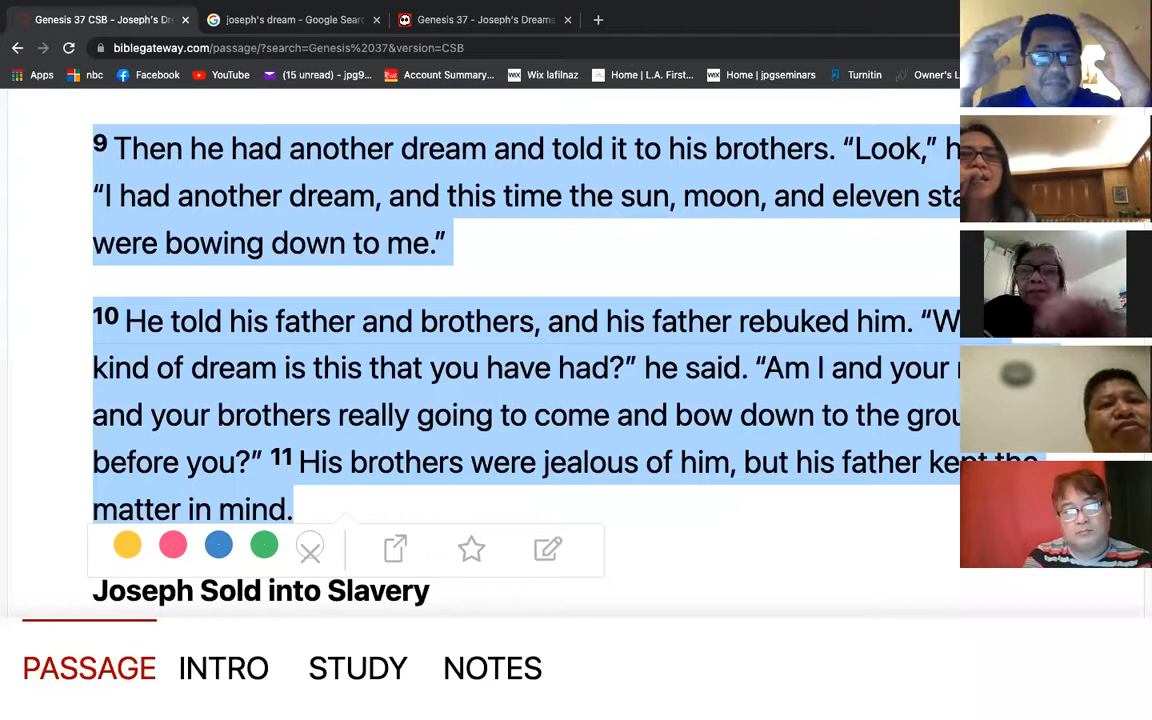 Genesis 37 CSB - Joseph's Dre
joseph's dream - Google Sear
Genesis 37 - Joseph's Dreams
biblegateway.com/passage/?search=Genesis%2037&version=CSB
Apps nbc Facebook YouTube (15 unread) - jpg9... Account Summary... Wix lafilnaz Home | L.A. First... Home | jpgseminars Turnitin Owner's L
9 Then he had another dream and told it to his brothers. “Look,” h
“I had another dream, and this time the sun, moon, and eleven sta
were bowing down to me.”
10 He told his father and brothers, and his father rebuked him. “W
kind of dream is this that you have had?” he said. “Am I and your
and your brothers really going to come and bow down to the grou
before you?” 11 His brothers were jealous of him, but his father kept the
matter in mind.
Joseph Sold into Slavery
PASSAGE INTRO STUDY NOTES